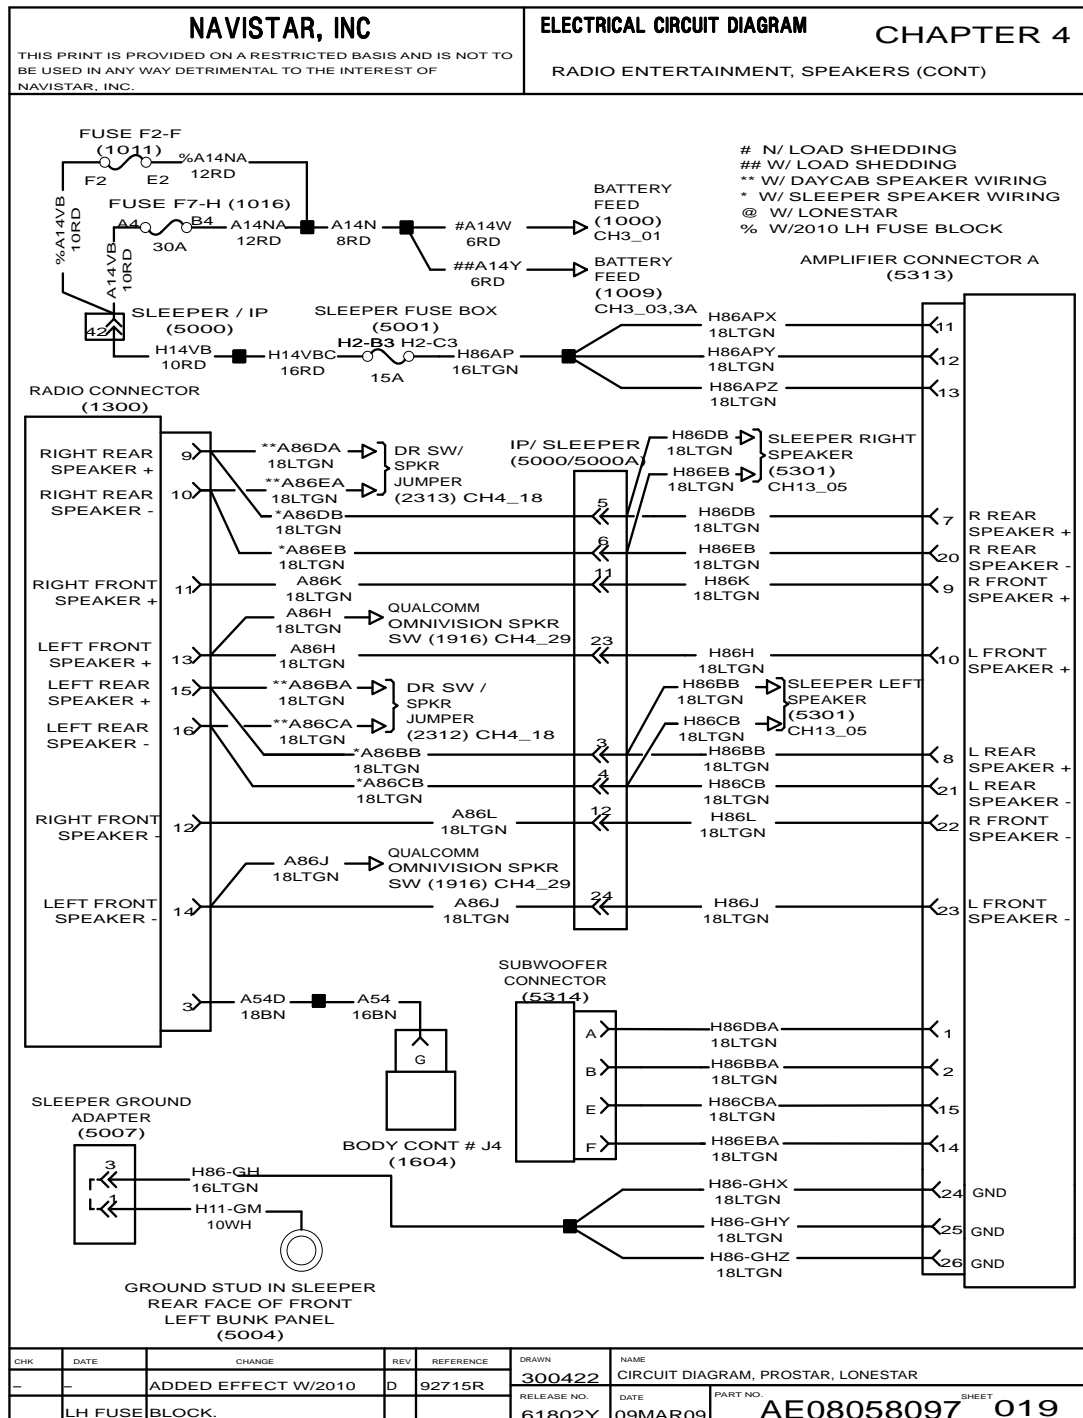 NAVISTAR, INC
THIS PRINT IS PROVIDED ON A RESTRICTED BASIS AND IS NOT TO
BE USED IN ANY WAY DETRIMENTAL TO THE INTEREST OF
NAVISTAR, INC.
ELECTRICAL CIRCUIT DIAGRAM
CHAPTER 4
RADIO ENTERTAINMENT, SPEAKERS (CONT)
FUSE F2-F
(1011)
F2
E2
%A14NA
12RD
%A14VB
10RD
FUSE F7-H (1016)
A4
B4
30A
A14VB
10RD
A14NA
12RD
A14N
8RD
#A14W
6RD
##A14Y
6RD
BATTERY
FEED
(1000)
CH3_01
BATTERY
FEED
(1009)
CH3_03,3A
# N/ LOAD SHEDDING
## W/ LOAD SHEDDING
** W/ DAYCAB SPEAKER WIRING
* W/ SLEEPER SPEAKER WIRING
@ W/ LONESTAR
% W/2010 LH FUSE BLOCK
AMPLIFIER CONNECTOR A
(5313)
42
SLEEPER / IP
(5000)
H14VB
10RD
SLEEPER FUSE BOX
(5001)
H2-B3 H2-C3
H14VBC
16RD
15A
H86AP
16LTGN
H86APX
18LTGN
11
H86APY
18LTGN
12
H86APZ
18LTGN
13
RADIO CONNECTOR
(1300)
RIGHT REAR
SPEAKER +
9
**A86DA
18LTGN
RIGHT REAR
SPEAKER -
10
**A86EA
18LTGN
DR SW/
SPKR
JUMPER
(2313) CH4_18
*A86DB
18LTGN
*A86EB
18LTGN
IP/ SLEEPER
(5000/5000A)
5
6
H86DB
18LTGN
H86EB
18LTGN
SLEEPER RIGHT
SPEAKER
(5301)
CH13_05
H86DB
18LTGN
7
R REAR
SPEAKER +
H86EB
18LTGN
20
R REAR
SPEAKER -
RIGHT FRONT
SPEAKER +
11
A86K
18LTGN
11
H86K
18LTGN
9
R FRONT
SPEAKER +
A86H
18LTGN
QUALCOMM
OMNIVISION SPKR
SW (1916) CH4_29
LEFT FRONT
SPEAKER +
13
A86H
18LTGN
23
H86H
18LTGN
10
L FRONT
SPEAKER +
LEFT REAR
SPEAKER +
15
**A86BA
18LTGN
LEFT REAR
SPEAKER -
16
**A86CA
18LTGN
DR SW /
SPKR
JUMPER
(2312) CH4_18
H86BB
18LTGN
H86CB
18LTGN
SLEEPER LEFT
SPEAKER
(5301)
CH13_05
*A86BB
18LTGN
3
H86BB
18LTGN
8
L REAR
SPEAKER +
*A86CB
18LTGN
4
H86CB
18LTGN
21
L REAR
SPEAKER -
RIGHT FRONT
SPEAKER -
12
A86L
18LTGN
12
H86L
18LTGN
22
R FRONT
SPEAKER -
A86J
18LTGN
QUALCOMM
OMNIVISION SPKR
SW (1916) CH4_29
LEFT FRONT
SPEAKER -
14
A86J
18LTGN
24
H86J
18LTGN
23
L FRONT
SPEAKER -
3
A54D
18BN
A54
16BN
G
BODY CONT # J4
(1604)
SUBWOOFER
CONNECTOR
(5314)
A
H86DBA
18LTGN
1
B
H86BBA
18LTGN
2
E
H86CBA
18LTGN
15
F
H86EBA
18LTGN
14
SLEEPER GROUND
ADAPTER
(5007)
3
H86-GH
16LTGN
1
H11-GM
10WH
H86-GHX
18LTGN
24
GND
H86-GHY
18LTGN
25
GND
H86-GHZ
18LTGN
26
GND
GROUND STUD IN SLEEPER
REAR FACE OF FRONT
LEFT BUNK PANEL
(5004)
CHK DATE CHANGE REV REFERENCE
- - ADDED EFFECT W/2010 D 92715R
LH FUSE BLOCK.
DRAWN
300422
NAME
CIRCUIT DIAGRAM, PROSTAR, LONESTAR
RELEASE NO.
61802Y
DATE
09MAR09
PART NO.
AE08058097
SHEET
019